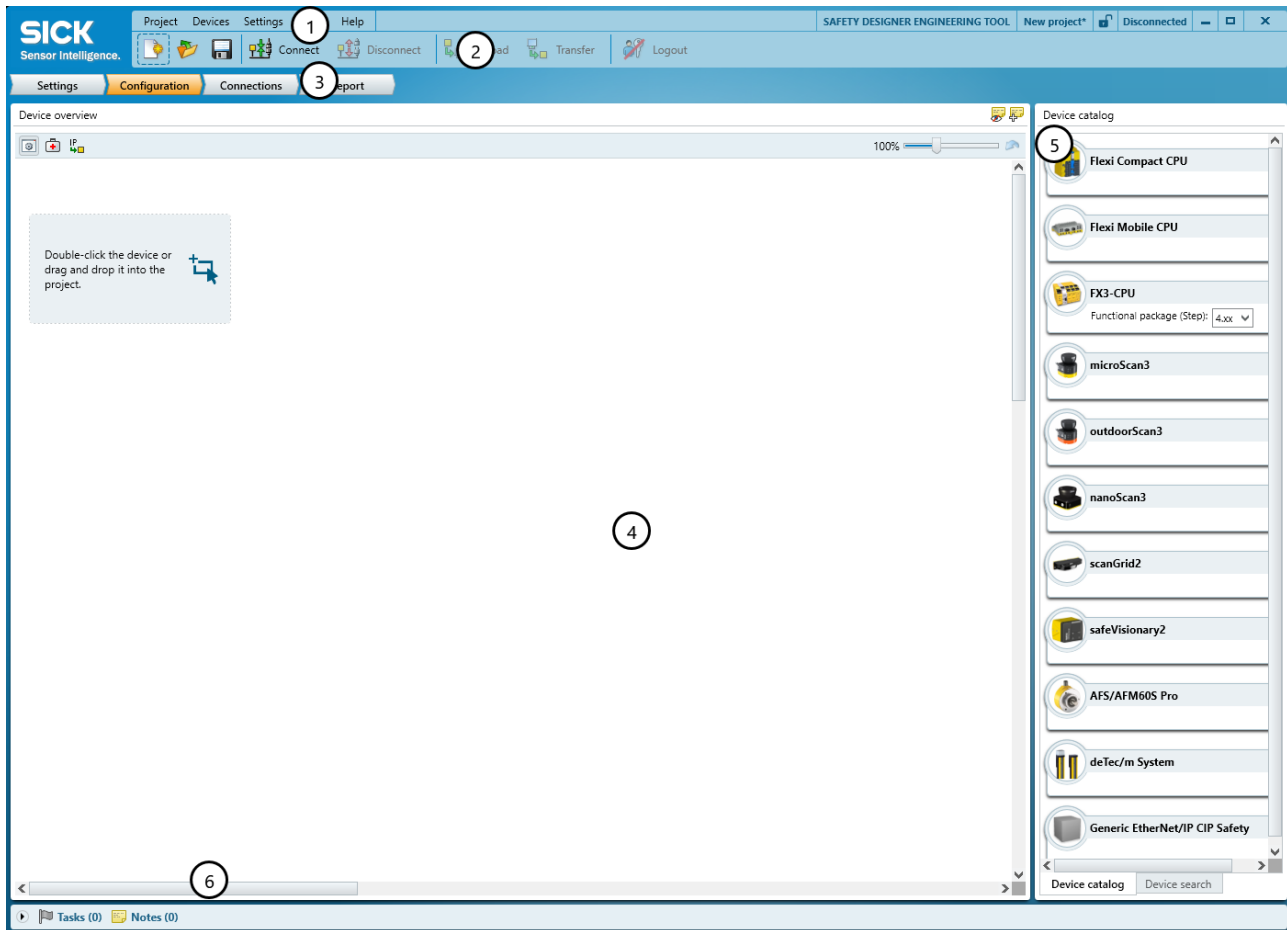 SICK
Sensor Intelligence.
Project Devices Settings Help
SAFETY DESIGNER ENGINEERING TOOL New project* Disconnected
1
Connect Disconnect
2
Transfer Logout
Settings Configuration Connections
3
Device overview
Device catalog
IP
100%
5
Flexi Compact CPU
Flexi Mobile CPU
Double-click the device or
drag and drop it into the
project.
FX3-CPU
Functional package (Step): 4.xx
microScan3
outdoorScan3
nanoScan3
4
scanGrid2
safeVisionary2
AFS/AFM60S Pro
deTec/m System
Generic EtherNet/IP CIP Safety
6
Device catalog Device search
Tasks (0) Notes (0)